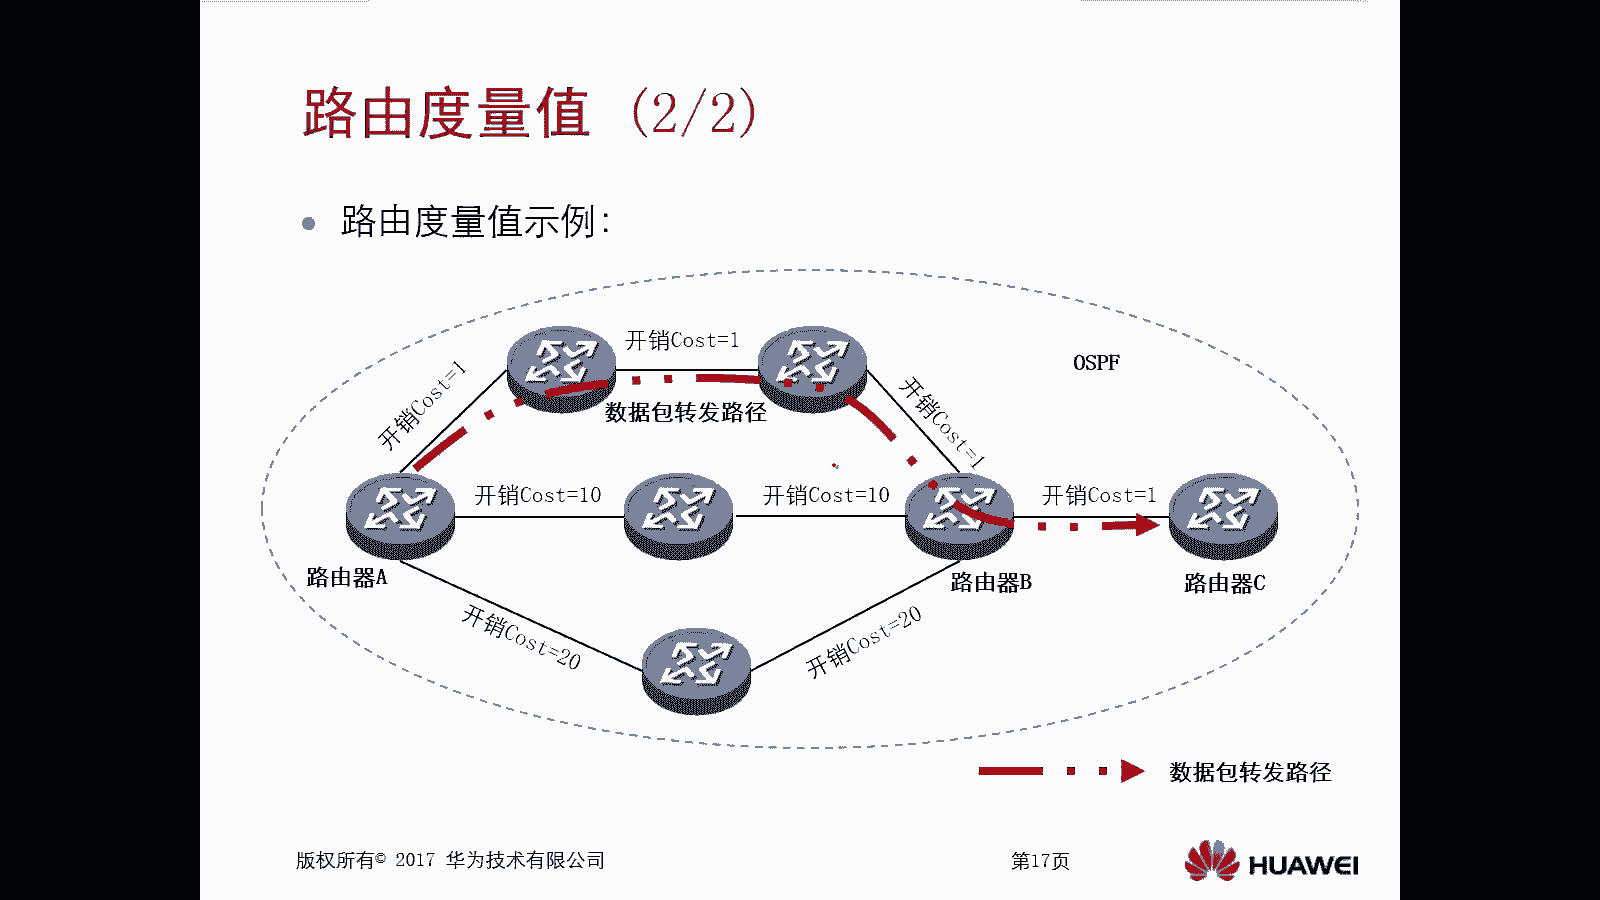 路由度量值 (2/2)
路由度量值示例：
开销Cost=1
OSPF
开销Cost=1
开销Cost=1
数据包转发路径
开销Cost=10
开销Cost=10
开销Cost=1
路由器A
路由器B
路由器C
开销Cost=20
开销Cost=20
数据包转发路径
版权所有© 2017 华为技术有限公司
第17页
HUAWEI